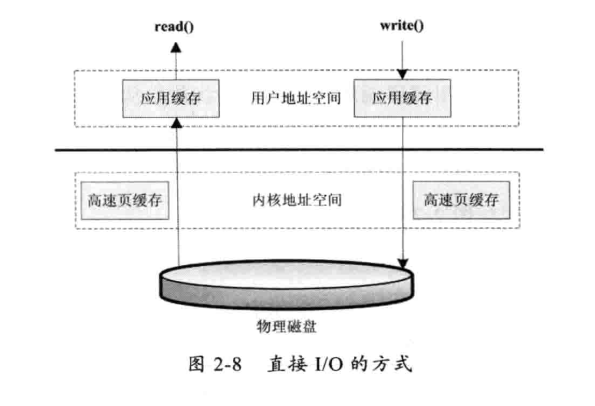 read() write()
应用缓存 用户地址空间 应用缓存
高速页缓存 内核地址空间 高速页缓存
物理磁盘
图 2-8 直接 I/O 的方式